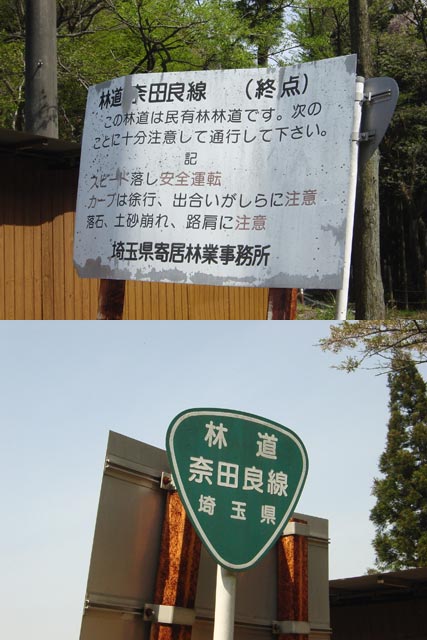 林道 奈田良線 （終点）
この林道は民有林林道です。次の
ことに十分注意して通行して下さい。
記
スピード落し安全運転
カーブは徐行、出合いがしらに注意
落石、土砂崩れ、路肩に注意
埼玉県寄居林業事務所
林道
奈田良線
埼玉県